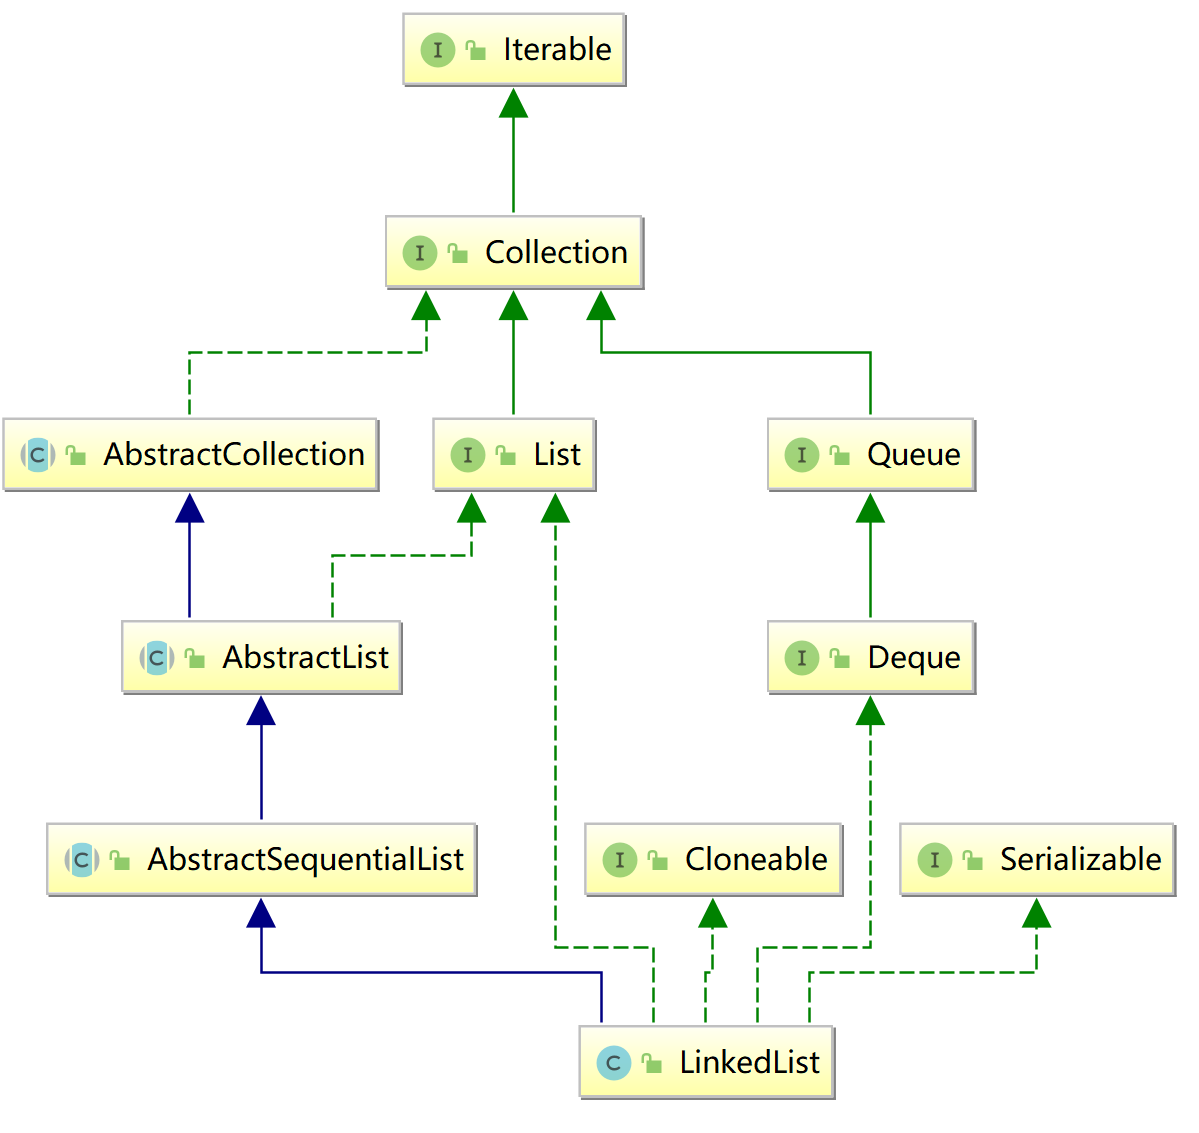 I Iterable
I Collection
C AbstractCollection
I List
I Queue
C AbstractList
I Deque
C AbstractSequentialList
I Cloneable
I Serializable
C LinkedList